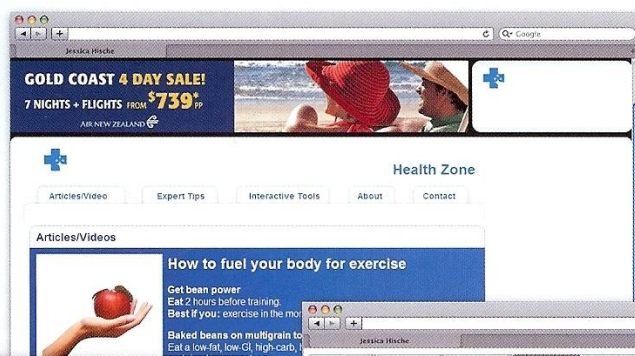 Google
Jessica Hische
GOLD COAST 4 DAY SALE!
7 NIGHTS + FLIGHTS FROM $739* PP
AIR NEW ZEALAND
Health Zone
Articles/Video Expert Tips Interactive Tools About Contact
Articles/Videos
How to fuel your body for exercise
Get bean power
Eat 2 hours before training.
Best if you: exercise in the mor
Baked beans on multigrain to
Eat a low-fat, low-GI, high-carb,
Jessica Hische